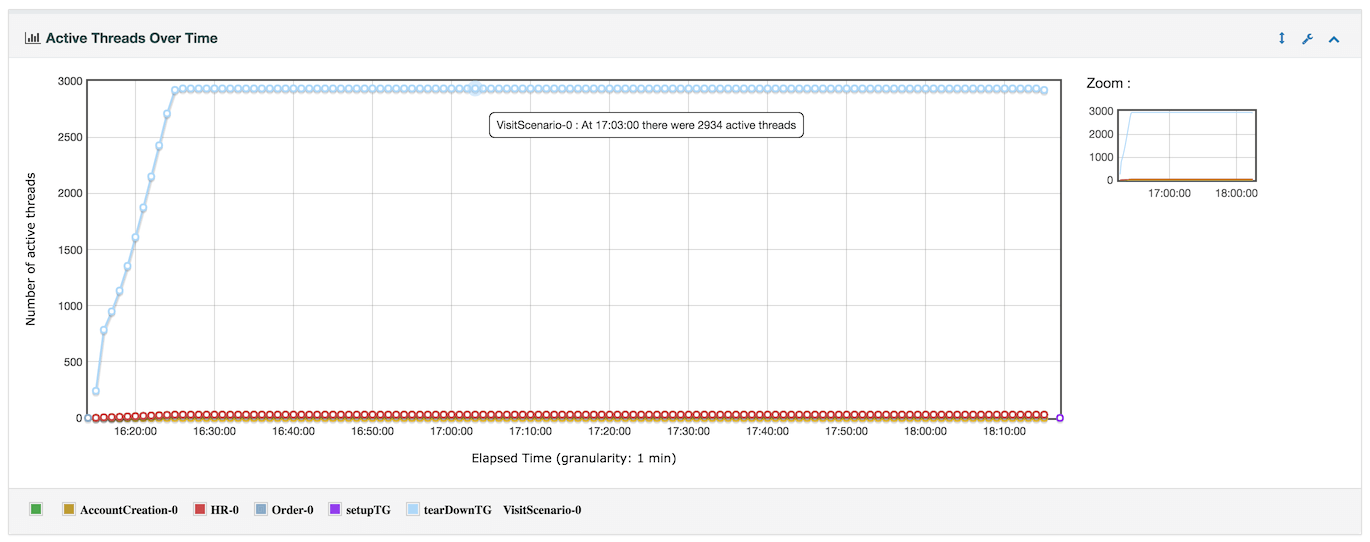 Active Threads Over Time
Zoom :
3000
2500
2000
1500
1000
500
0
Number of active threads
VisitScenario-0 : At 17:03:00 there were 2934 active threads
16:20:00 16:30:00 16:40:00 16:50:00 17:00:00 17:10:00 17:20:00 17:30:00 17:40:00 17:50:00 18:00:00 18:10:00
Elapsed Time (granularity: 1 min)
3000
2000
1000
0
17:00:00 18:00:00
AccountCreation-0 HR-0 Order-0 setupTG tearDownTG VisitScenario-0